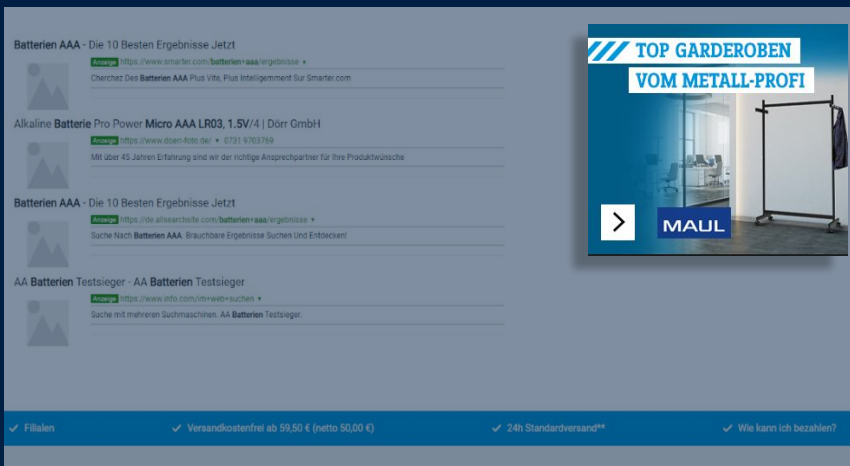 Batterien AAA - Die 10 Besten Ergebnisse Jetzt
Anzeige https://www.smarter.com/batterien+aaa/ergebnisse
Cherchez Des Batterien AAA Plus Vite, Plus Intelligemment Sur Smarter.com
Alkaline Batterie Pro Power Micro AAA LR03, 1.5V/4 | Dörr GmbH
Anzeige https://www.doerr-foto.de/ 0731 9703769
Mit über 45 Jahren Erfahrung sind wir der richtige Ansprechpartner für Ihre Produktwünsche
Batterien AAA - Die 10 Besten Ergebnisse Jetzt
Anzeige https://de.allsearchsite.com/batterien+aaa/ergebnisse
Suche Nach Batterien AAA. Brauchbare Ergebnisse Suchen Und Entdecken!
AA Batterien Testsieger - AA Batterien Testsieger
Anzeige https://www.info.com/im+web+suchen
Suche mit mehreren Suchmaschinen. AA Batterien Testsieger.
TOP GARDEROBEN
VOM METALL-PROFI
MAUL
Filialen
Versandkostenfrei ab 59,50 € (netto 50,00 €)
24h Standardversand**
Wie kann ich bezahlen?